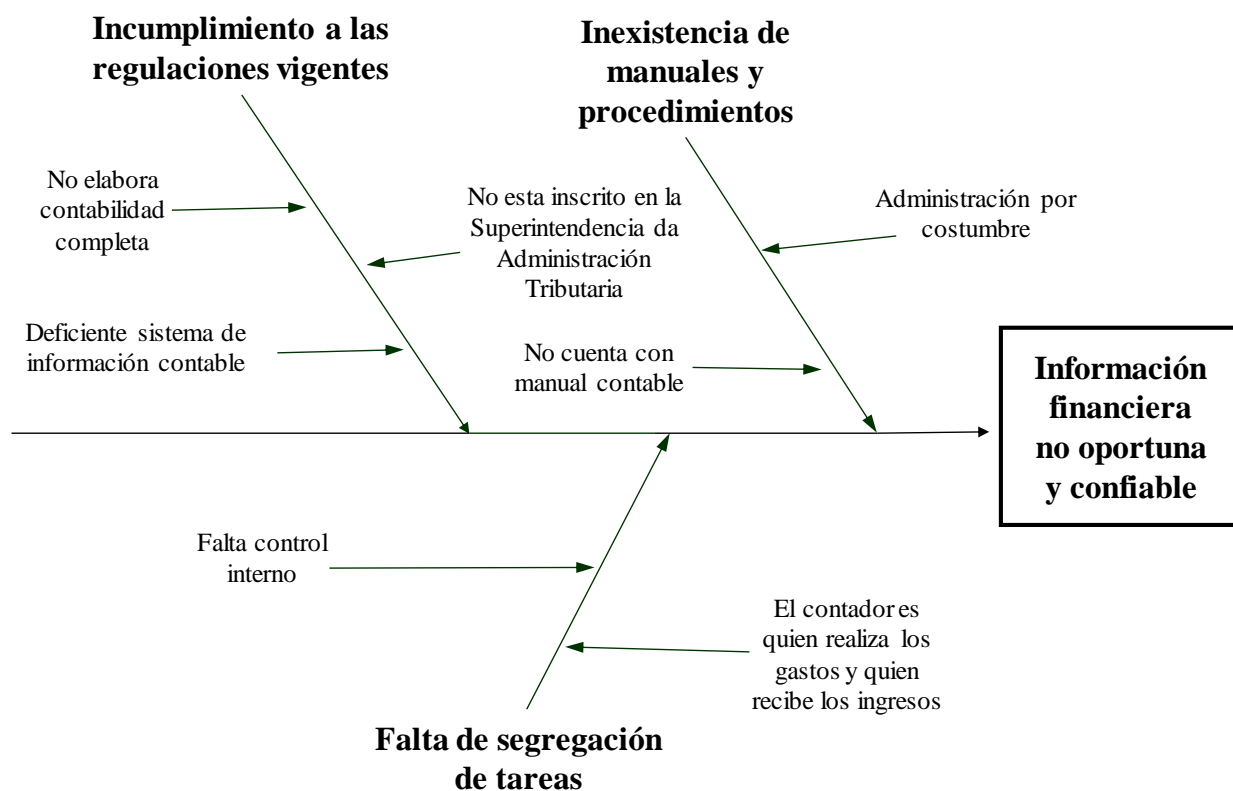 Incumplimiento a las
regulaciones vigentes
Inexistencia de
manuales y
procedimientos
No elabora
contabilidad
completa
No esta inscrito en la
Superintendencia da
Administración
Tributaria
Administración por
costumbre
Deficiente sistema de
información contable
No cuenta con
manual contable
Información
financiera
no oportuna
y confiable
Falta control
interno
El contador es
quien realiza los
gastos y quien
recibe los ingresos
Falta de segregación
de tareas